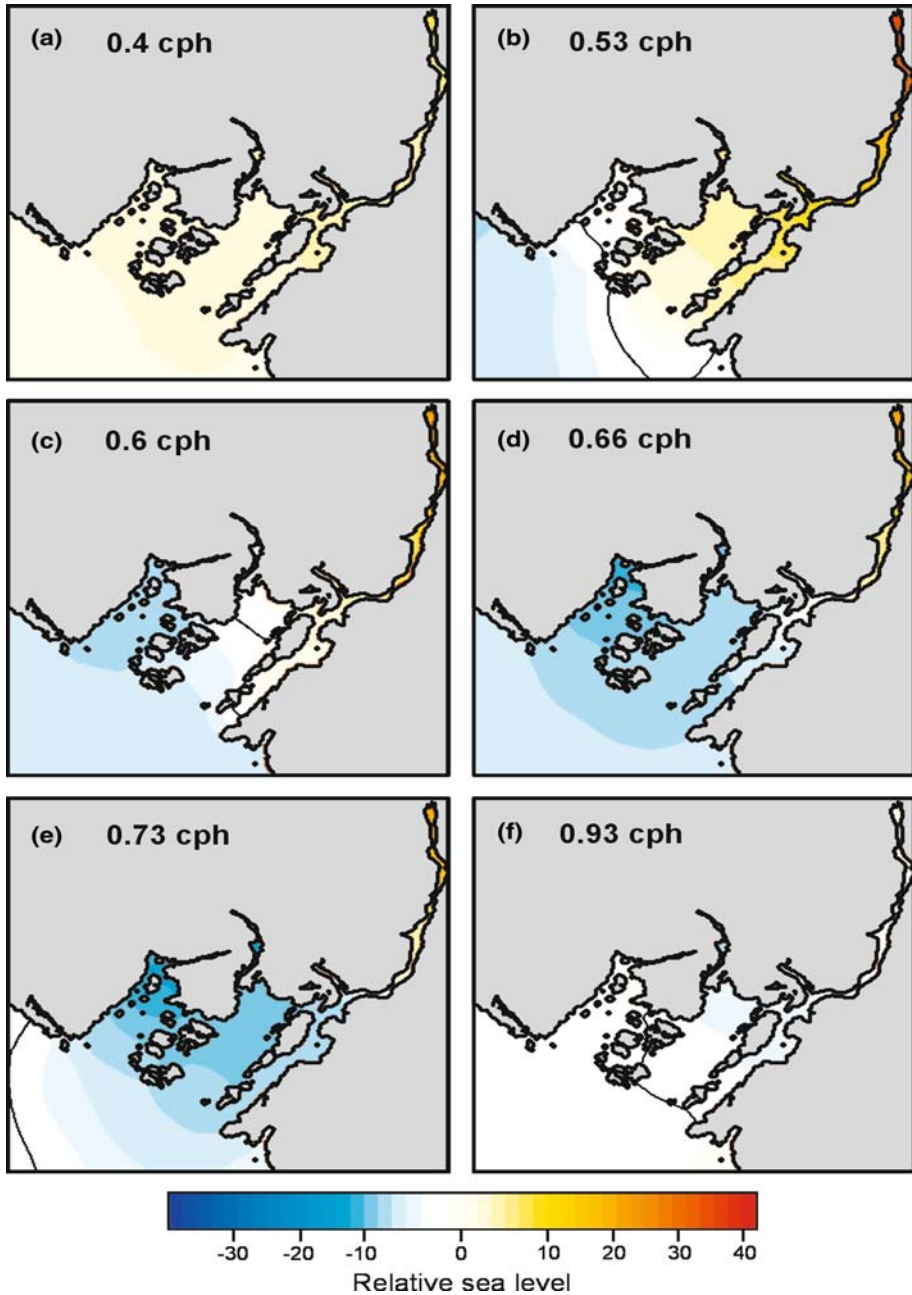 (a) 0.4 cph
(b) 0.53 cph
(c) 0.6 cph
(d) 0.66 cph
(e) 0.73 cph
(f) 0.93 cph
-30 -20 -10 0 10 20 30 40
Relative sea level